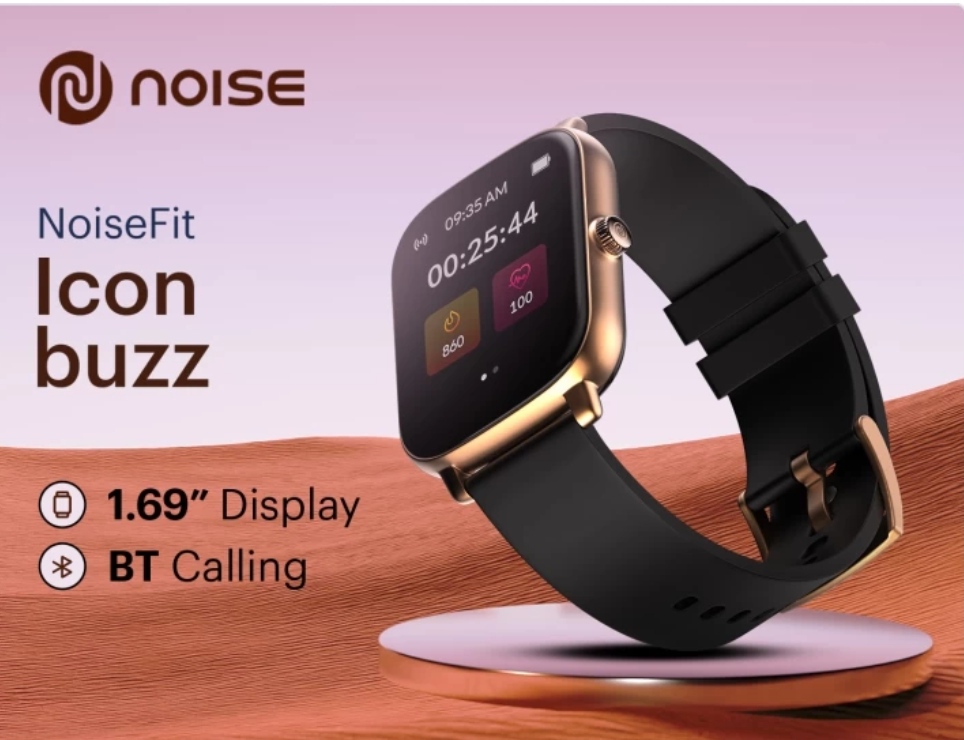 NOISE
NoiseFit
Icon
buzz
1.69” Display
BT Calling
09:35 AM
00:25:44
860
100